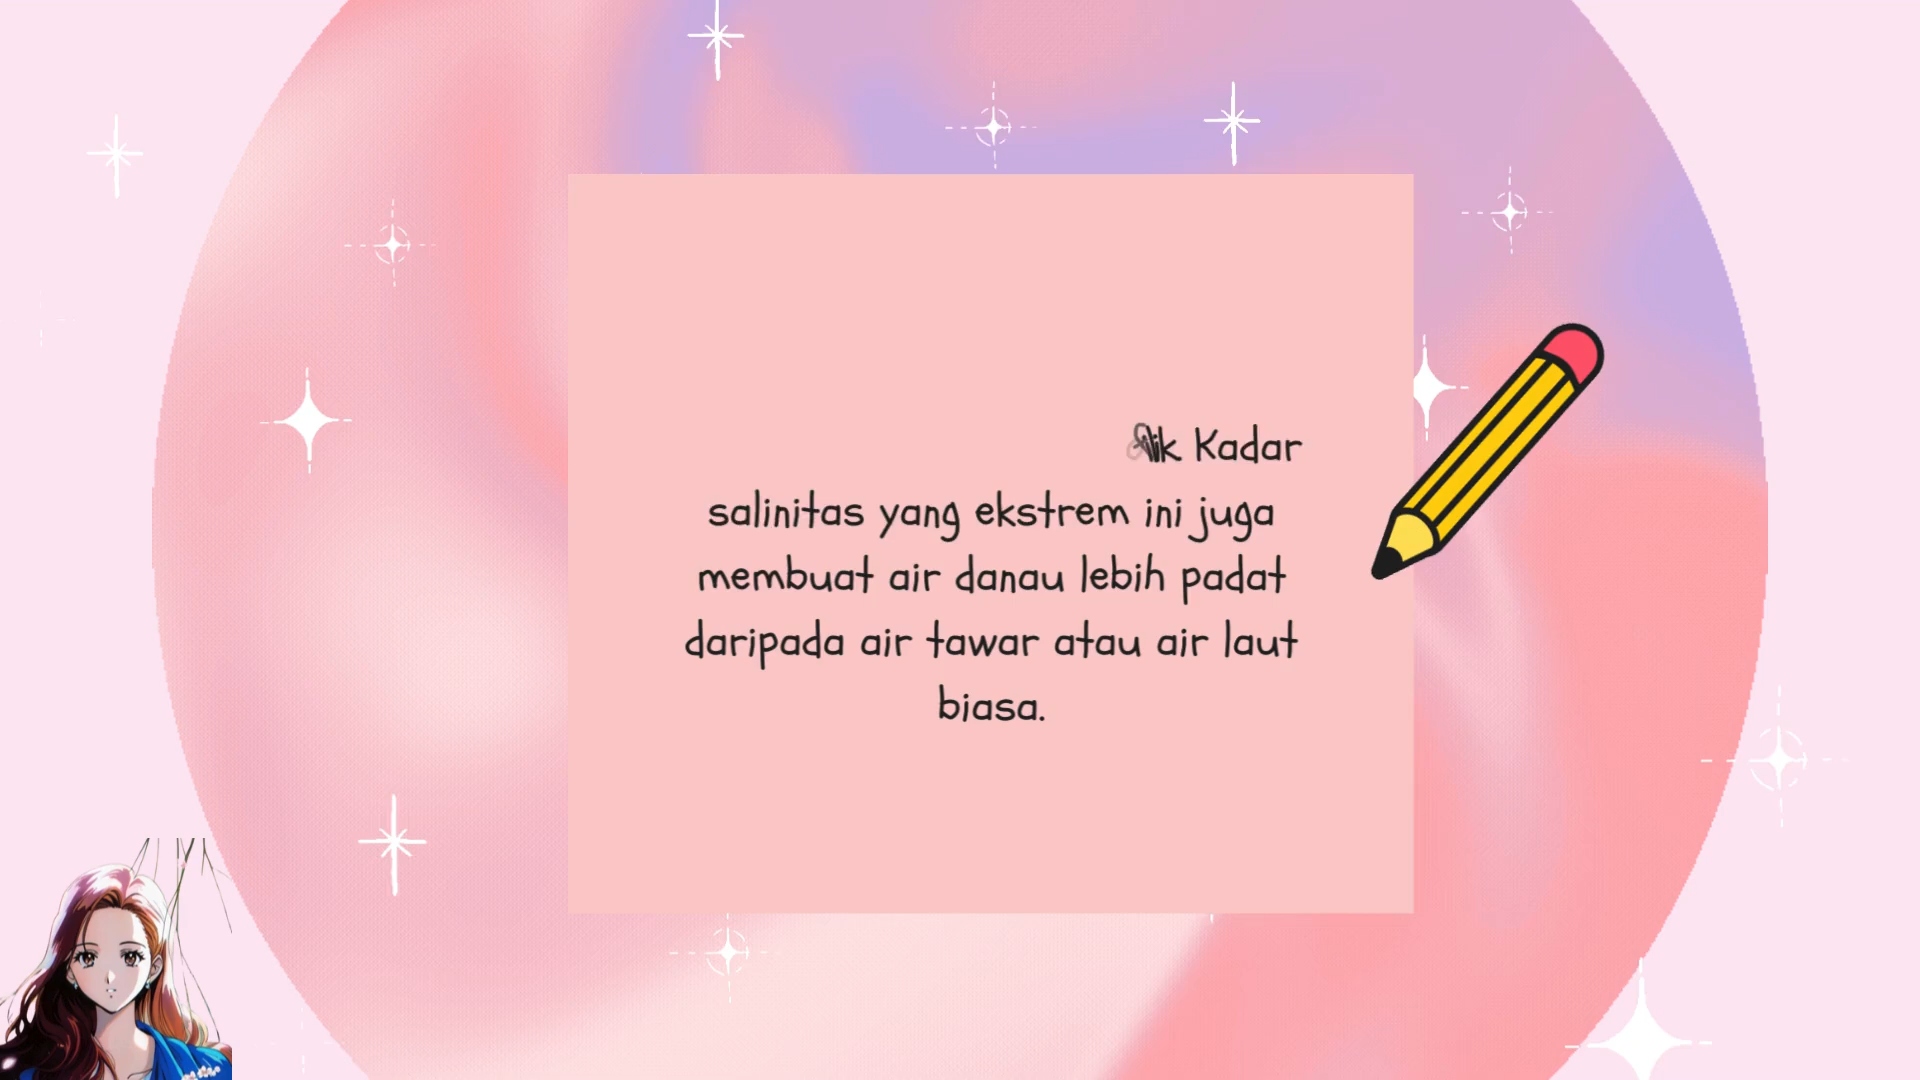 Kadar
salinitas yang ekstrem ini juga
membuat air danau lebih padat
daripada air tawar atau air laut
biasa.